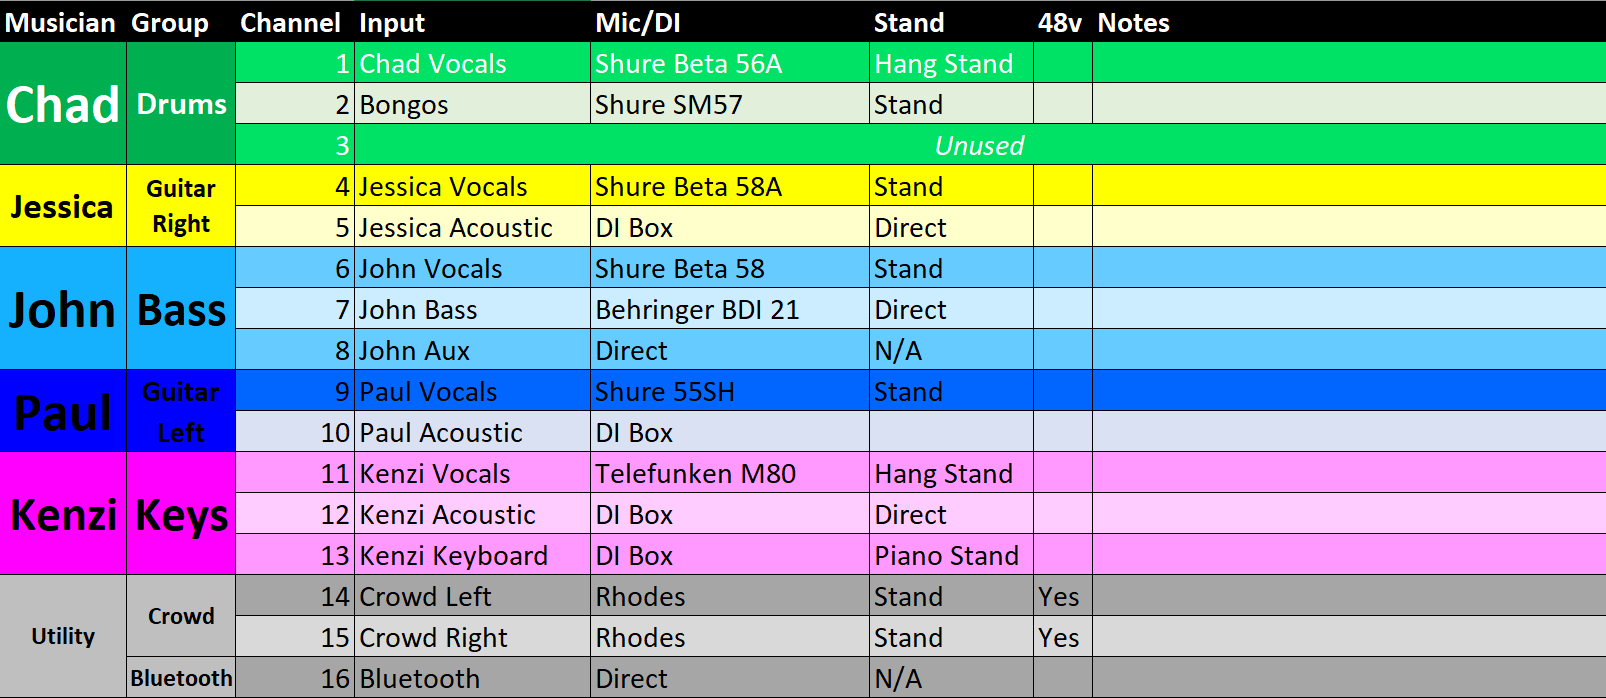 Musician Group Channel Input Mic/DI Stand 48v Notes
Chad Drums
1 Chad Vocals Shure Beta 56A Hang Stand
2 Bongos Shure SM57 Stand
3 Unused
Jessica Guitar
Right
4 Jessica Vocals Shure Beta 58A Stand
5 Jessica Acoustic DI Box Direct
John Bass
6 John Vocals Shure Beta 58 Stand
7 John Bass Behringer BDI 21 Direct
8 John Aux Direct N/A
Paul Guitar
Left
9 Paul Vocals Shure 55SH Stand
10 Paul Acoustic DI Box
Kenzi Keys
11 Kenzi Vocals Telefunken M80 Hang Stand
12 Kenzi Acoustic DI Box Direct
13 Kenzi Keyboard DI Box Piano Stand
Utility Crowd
14 Crowd Left Rhodes Stand Yes
15 Crowd Right Rhodes Stand Yes
Bluetooth 16 Bluetooth Direct N/A